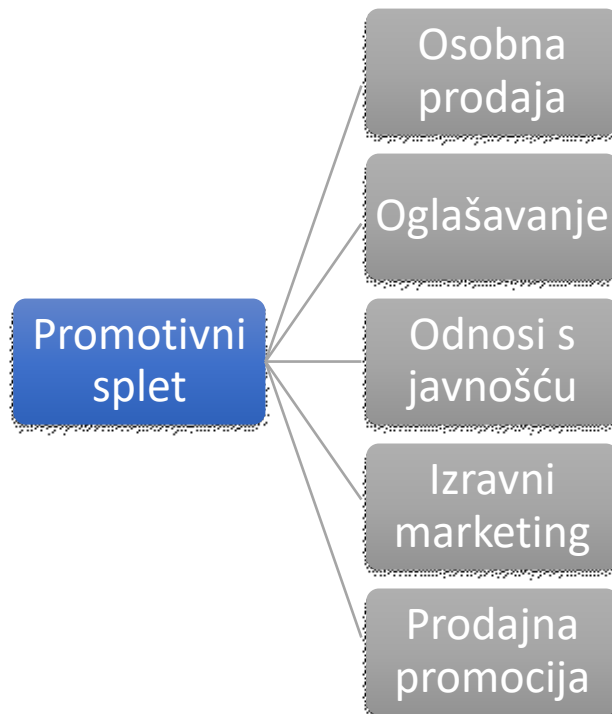 Osobna
prodaja
Oglašavanje
Promotivni
splet
Odnosi s
javnošću
Izravni
marketing
Prodajna
promocija